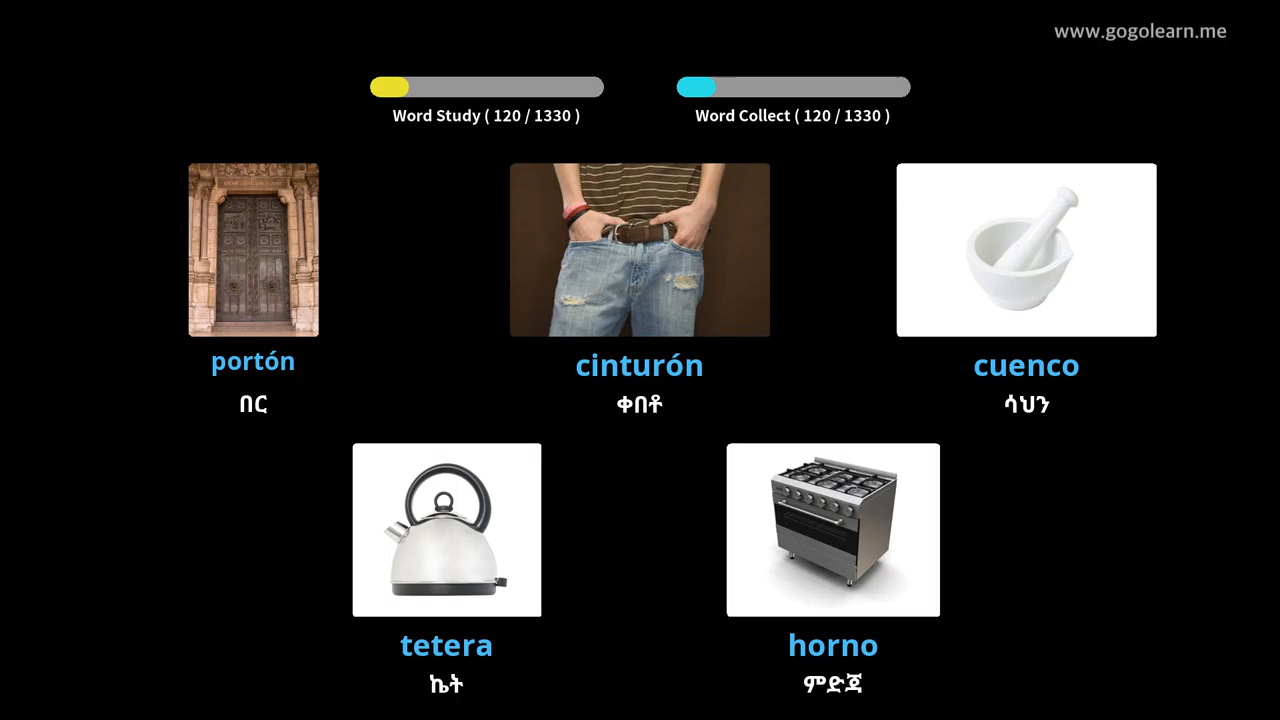 www.gogolearn.me
Word Study ( 120 / 1330 )
Word Collect ( 120 / 1330 )
portón
cinturón
cuenco
በር
ቀበቶ
ሳህን
tetera
horno
ኬት
ምድጃ